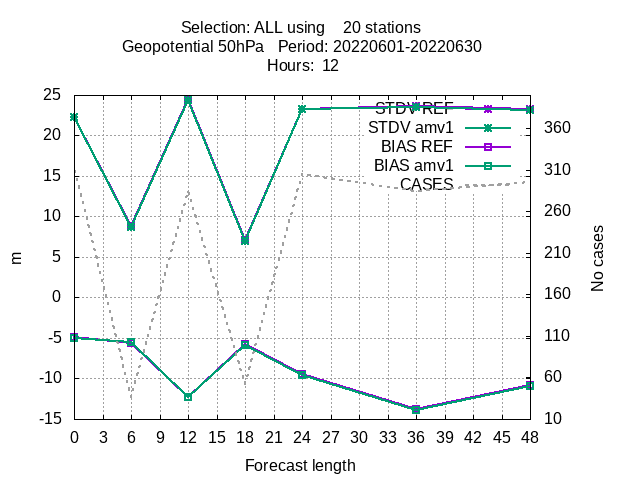 Selection: ALL using    20 stations
Geopotential 50hPa   Period: 20220601-20220630
Hours:  12
25
20
15
10
5
0
-5
-10
-15
m
STDV REF
STDV amv1
BIAS REF
BIAS amv1
CASES
360
310
260
210
160
110
60
10
No cases
0 3 6 9 12 15 18 21 24 27 30 33 36 39 42 45 48
Forecast length